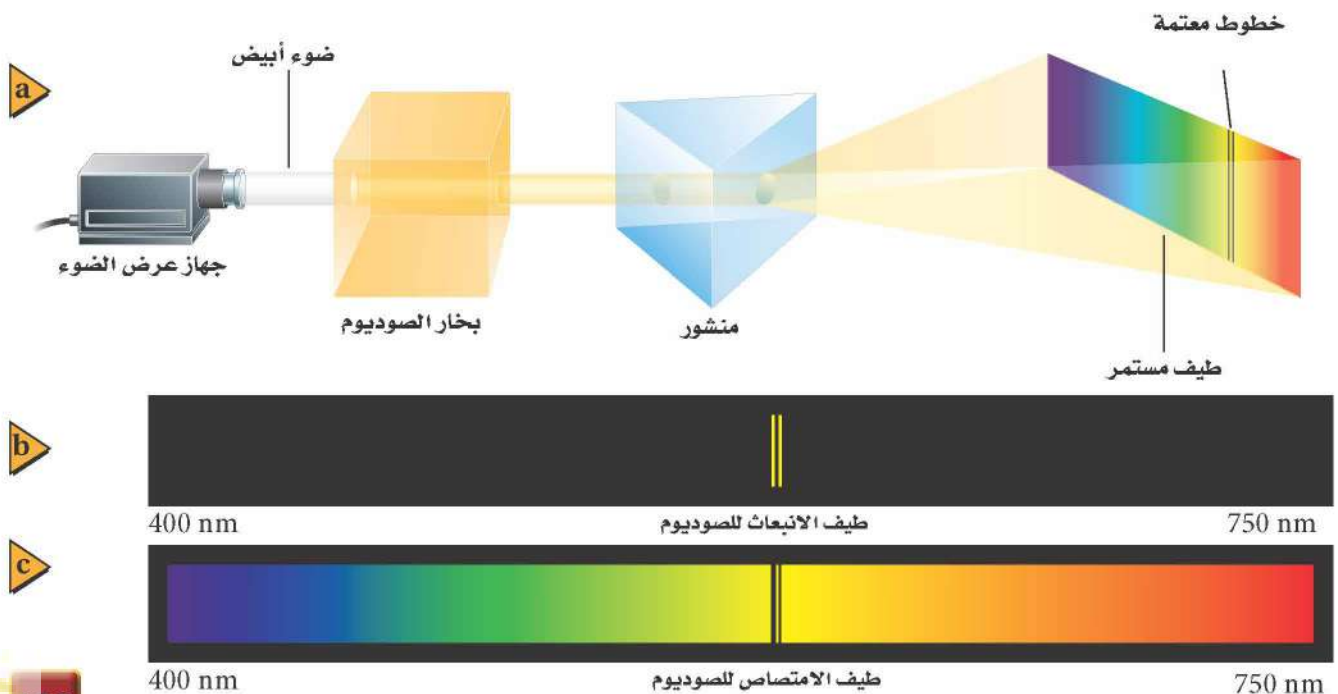 خطوط معتمة
ضوء أبيض
a
جهاز عرض الضوء
بخار الصوديوم
منشور
طيف مستمر
b
400 nm
طيف الانبعاث للصوديوم
750 nm
c
400 nm
طيف الامتصاص للصوديوم
750 nm